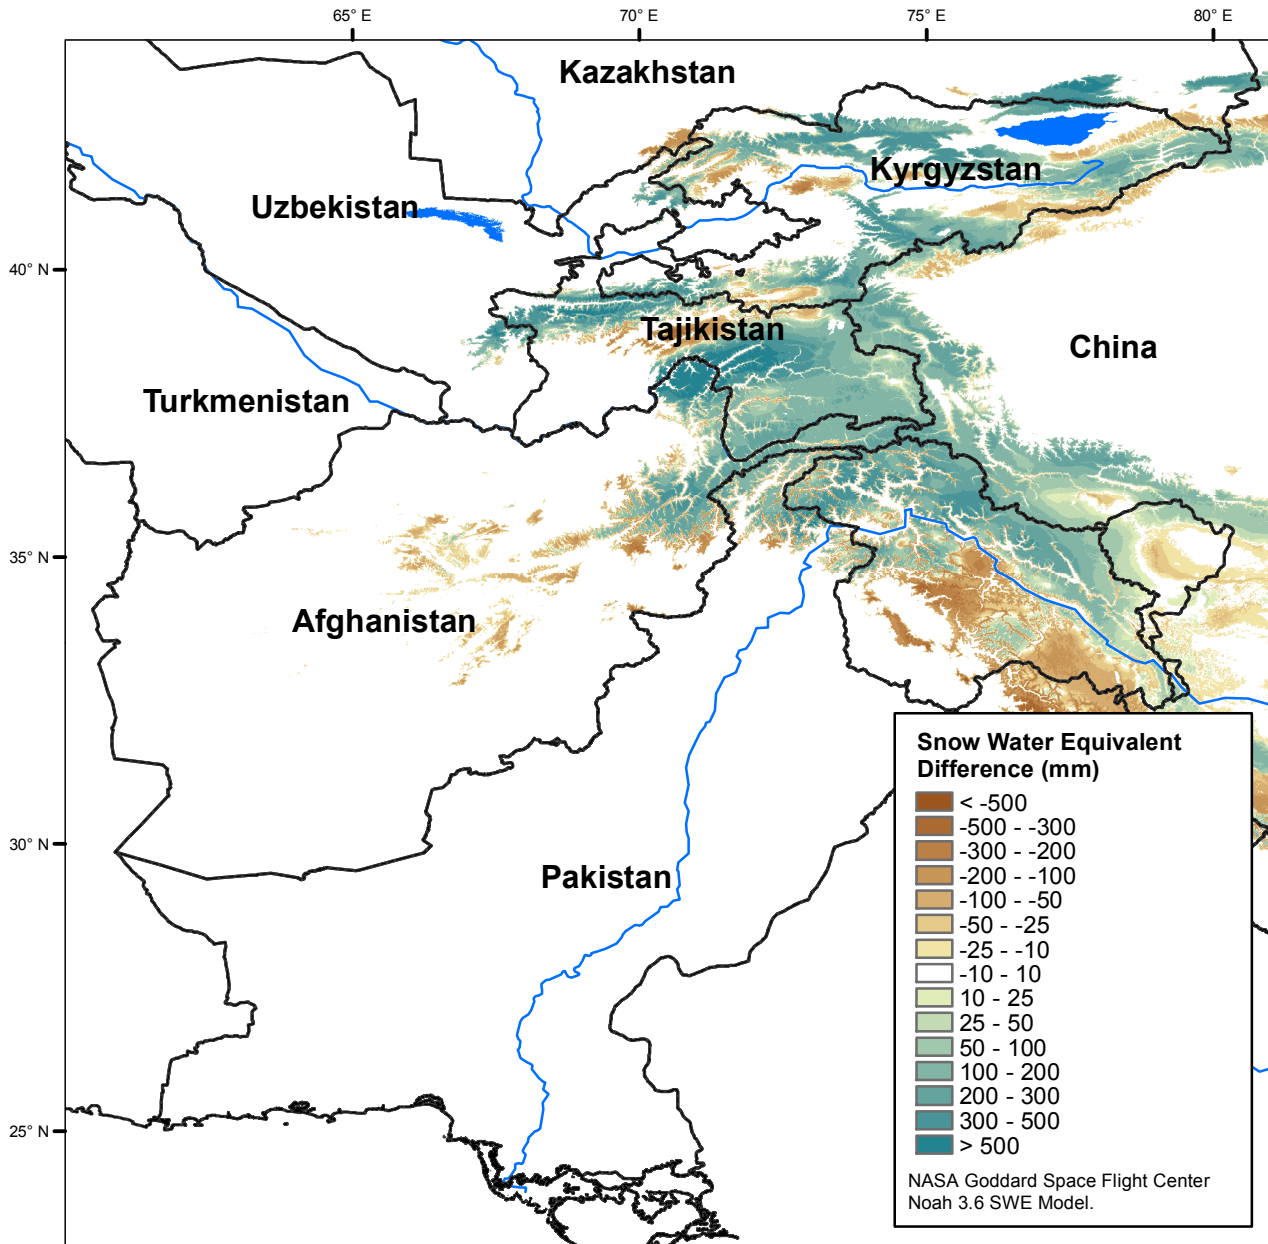 65° E 70° E 75° E 80° E
Kazakhstan
Kyrgyzstan
Uzbekistan
40° N
Tajikistan
China
Turkmenistan
35° N
Afghanistan
Snow Water Equivalent
Difference (mm)
< -500
-500 - -300
-300 - -200
-200 - -100
-100 - -50
-50 - -25
-25 - -10
-10 - 10
10 - 25
25 - 50
50 - 100
100 - 200
200 - 300
300 - 500
> 500
NASA Goddard Space Flight Center
Noah 3.6 SWE Model.
30° N
Pakistan
25° N